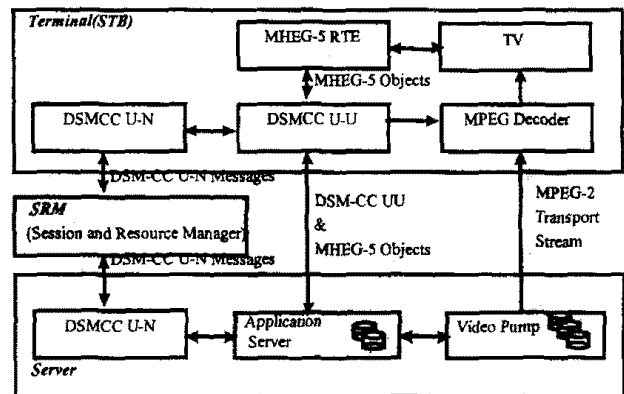 Terminal(STB)
MHEG-5 RTE
TV
MHEG-5 Objects
DSMCC U-N
DSMCC U-U
MPEG Decoder
DSM-CC U-N Messages
SRM
(Session and Resource Manager)
DSM-CC U-N Messages
DSM-CC UU
&
MHEG-5 Objects
MPEG-2
Transport
Stream
DSMCC U-N
Application
Server
Video Pump
Server